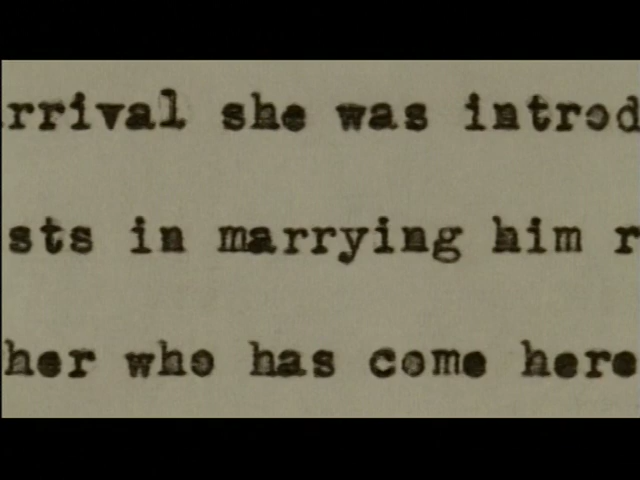 rrival she was introd
sts in marrying him r
her who has come here